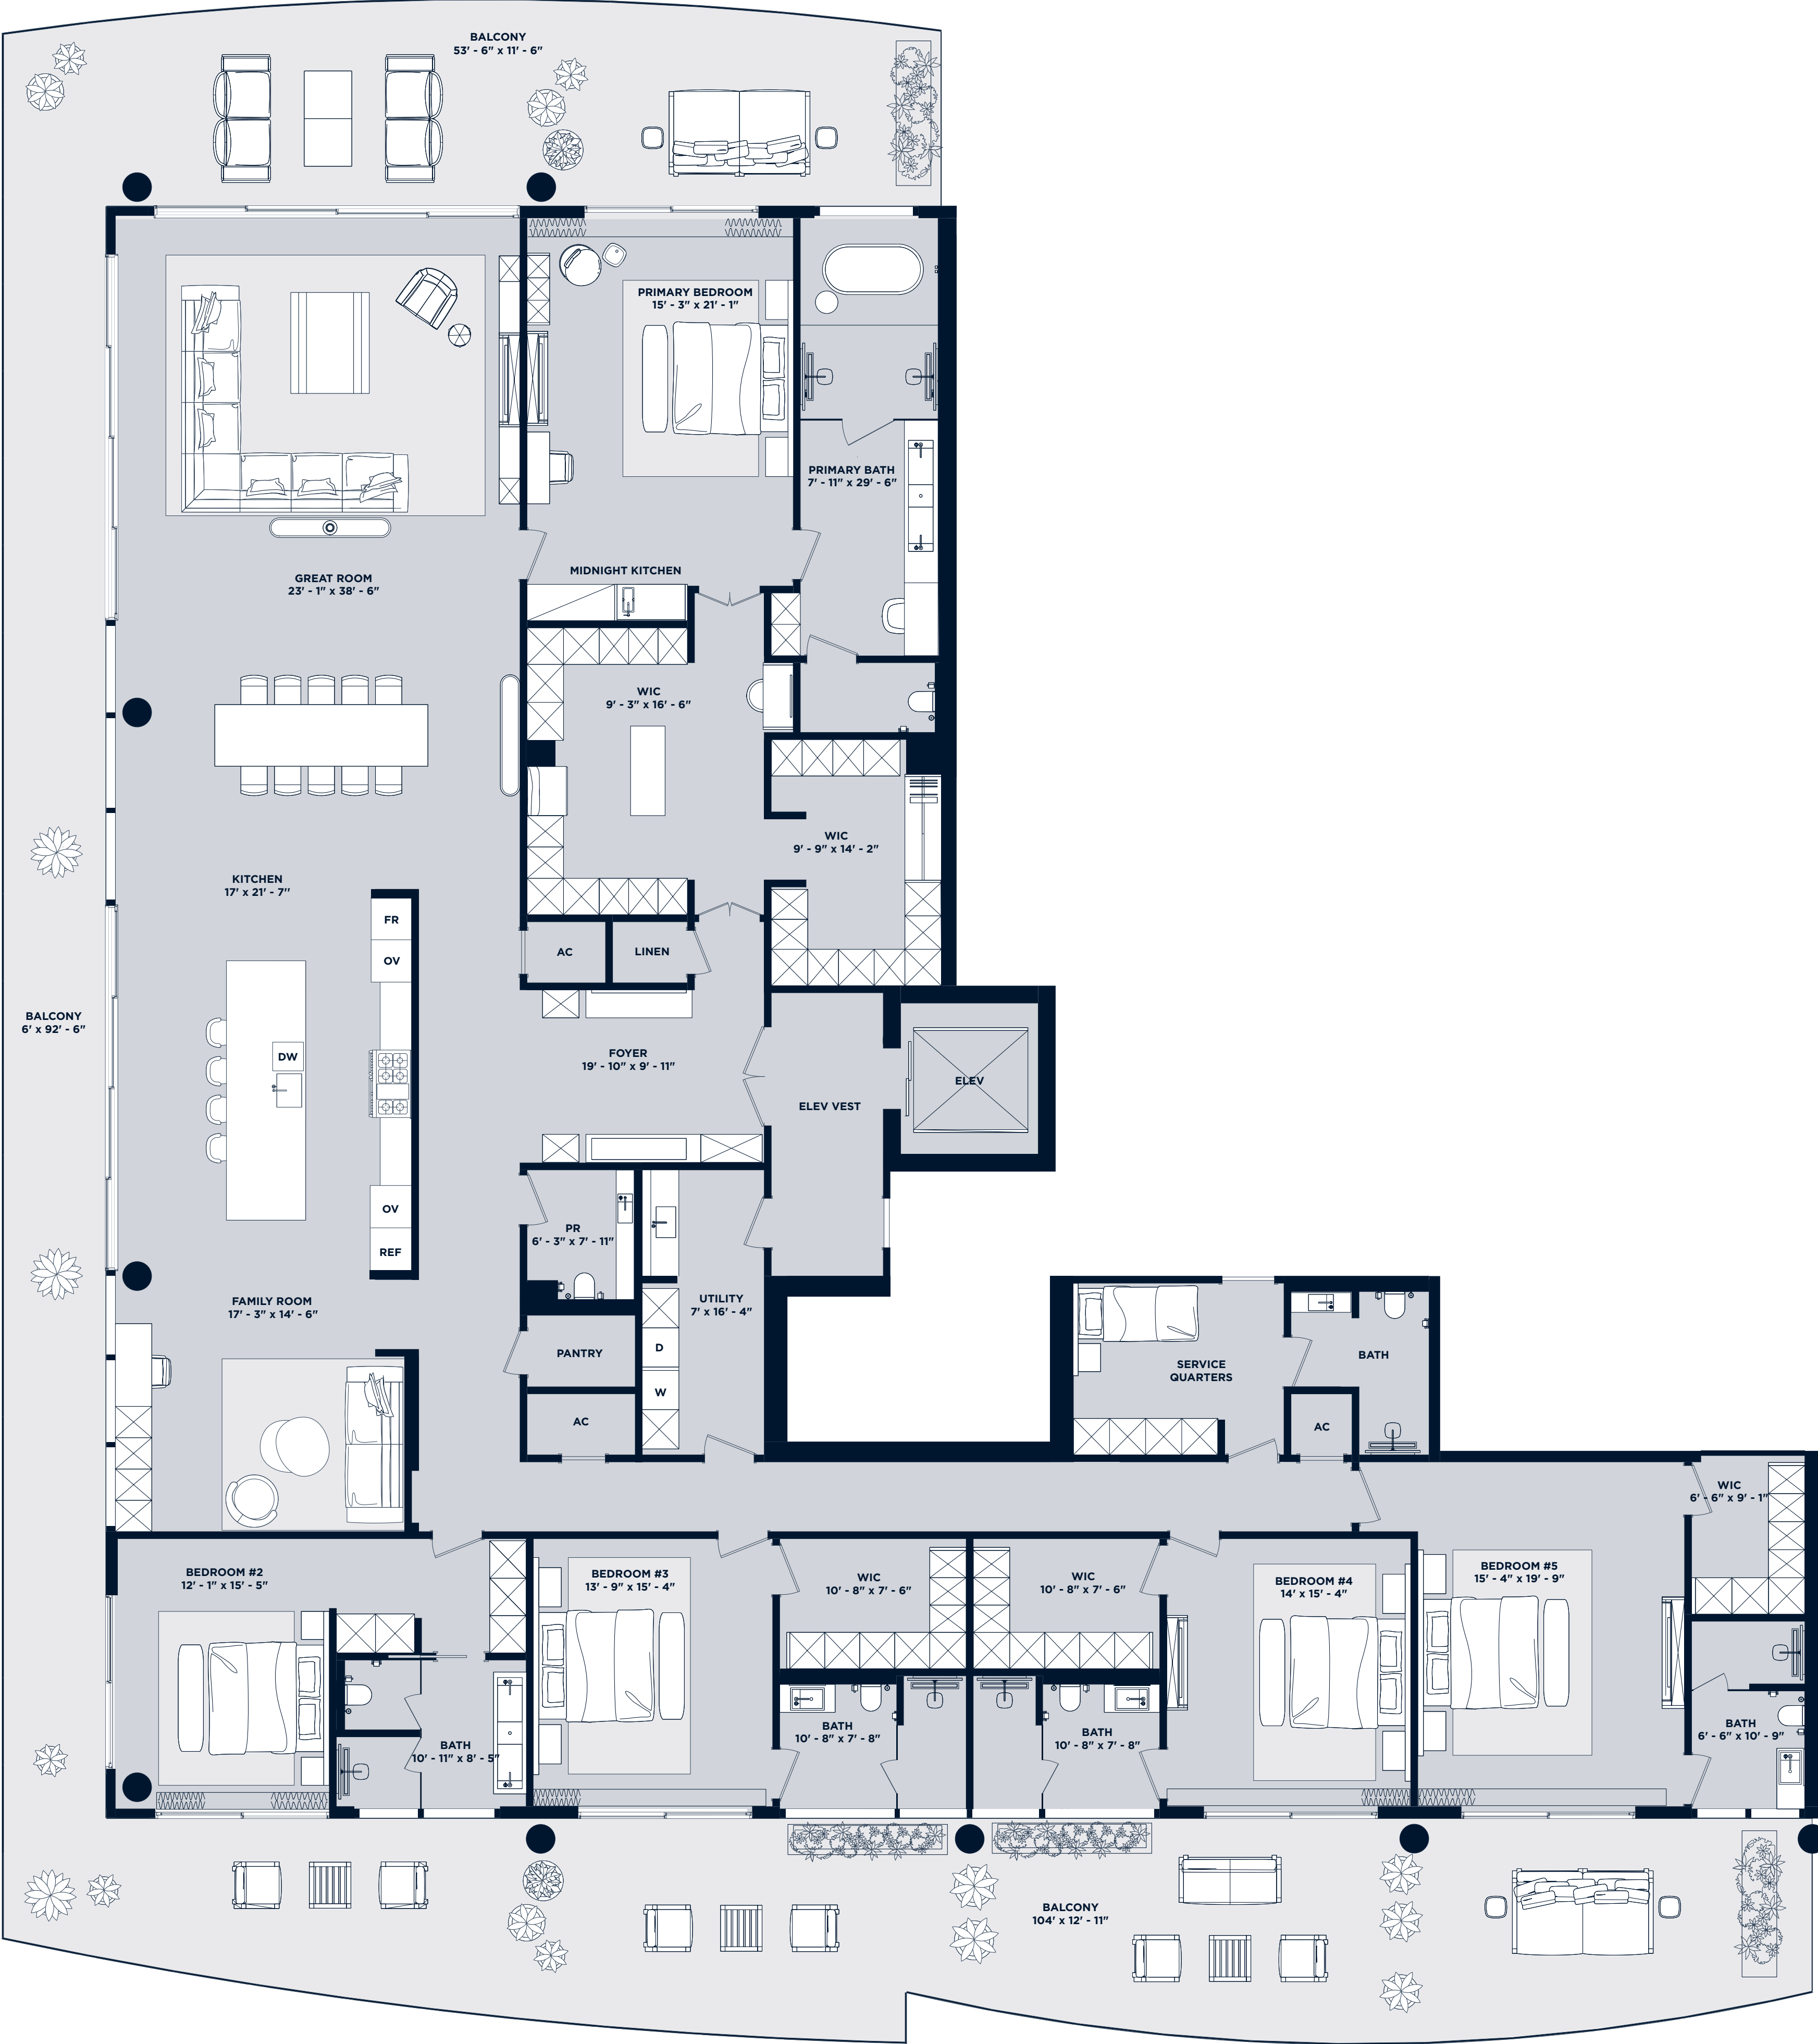 BALCONY
53' - 6" x 11' - 6"
PRIMARY BEDROOM
15' - 3" x 21' - 1"
PRIMARY BATH
7' - 11" x 29' - 6"
MIDNIGHT KITCHEN
GREAT ROOM
23' - 1" x 38' - 6"
WIC
9' - 3" x 16' - 6"
WIC
9' - 9" x 14' - 2"
KITCHEN
17' x 21' - 7"
FR
OV
AC
LINEN
BALCONY
6' x 92' - 6"
DW
FOYER
19' - 10" x 9' - 11"
ELEV
ELEV VEST
OV
REF
PR
6' - 3" x 7' - 11"
UTILITY
7' x 16' - 4"
FAMILY ROOM
17' - 3" x 14' - 6"
PANTRY
D
W
AC
SERVICE
QUARTERS
BATH
AC
WIC
6' - 6" x 9' - 1"
BEDROOM #2
12' - 1" x 15' - 5"
BEDROOM #3
13' - 9" x 15' - 4"
WIC
10' - 8" x 7' - 6"
WIC
10' - 8" x 7' - 6"
BEDROOM #4
14' x 15' - 4"
BEDROOM #5
15' - 4" x 19' - 9"
BATH
10' - 11" x 8' - 5"
BATH
10' - 8" x 7' - 8"
BATH
10' - 8" x 7' - 8"
BATH
6' - 6" x 10' - 9"
BALCONY
104' x 12' - 11"